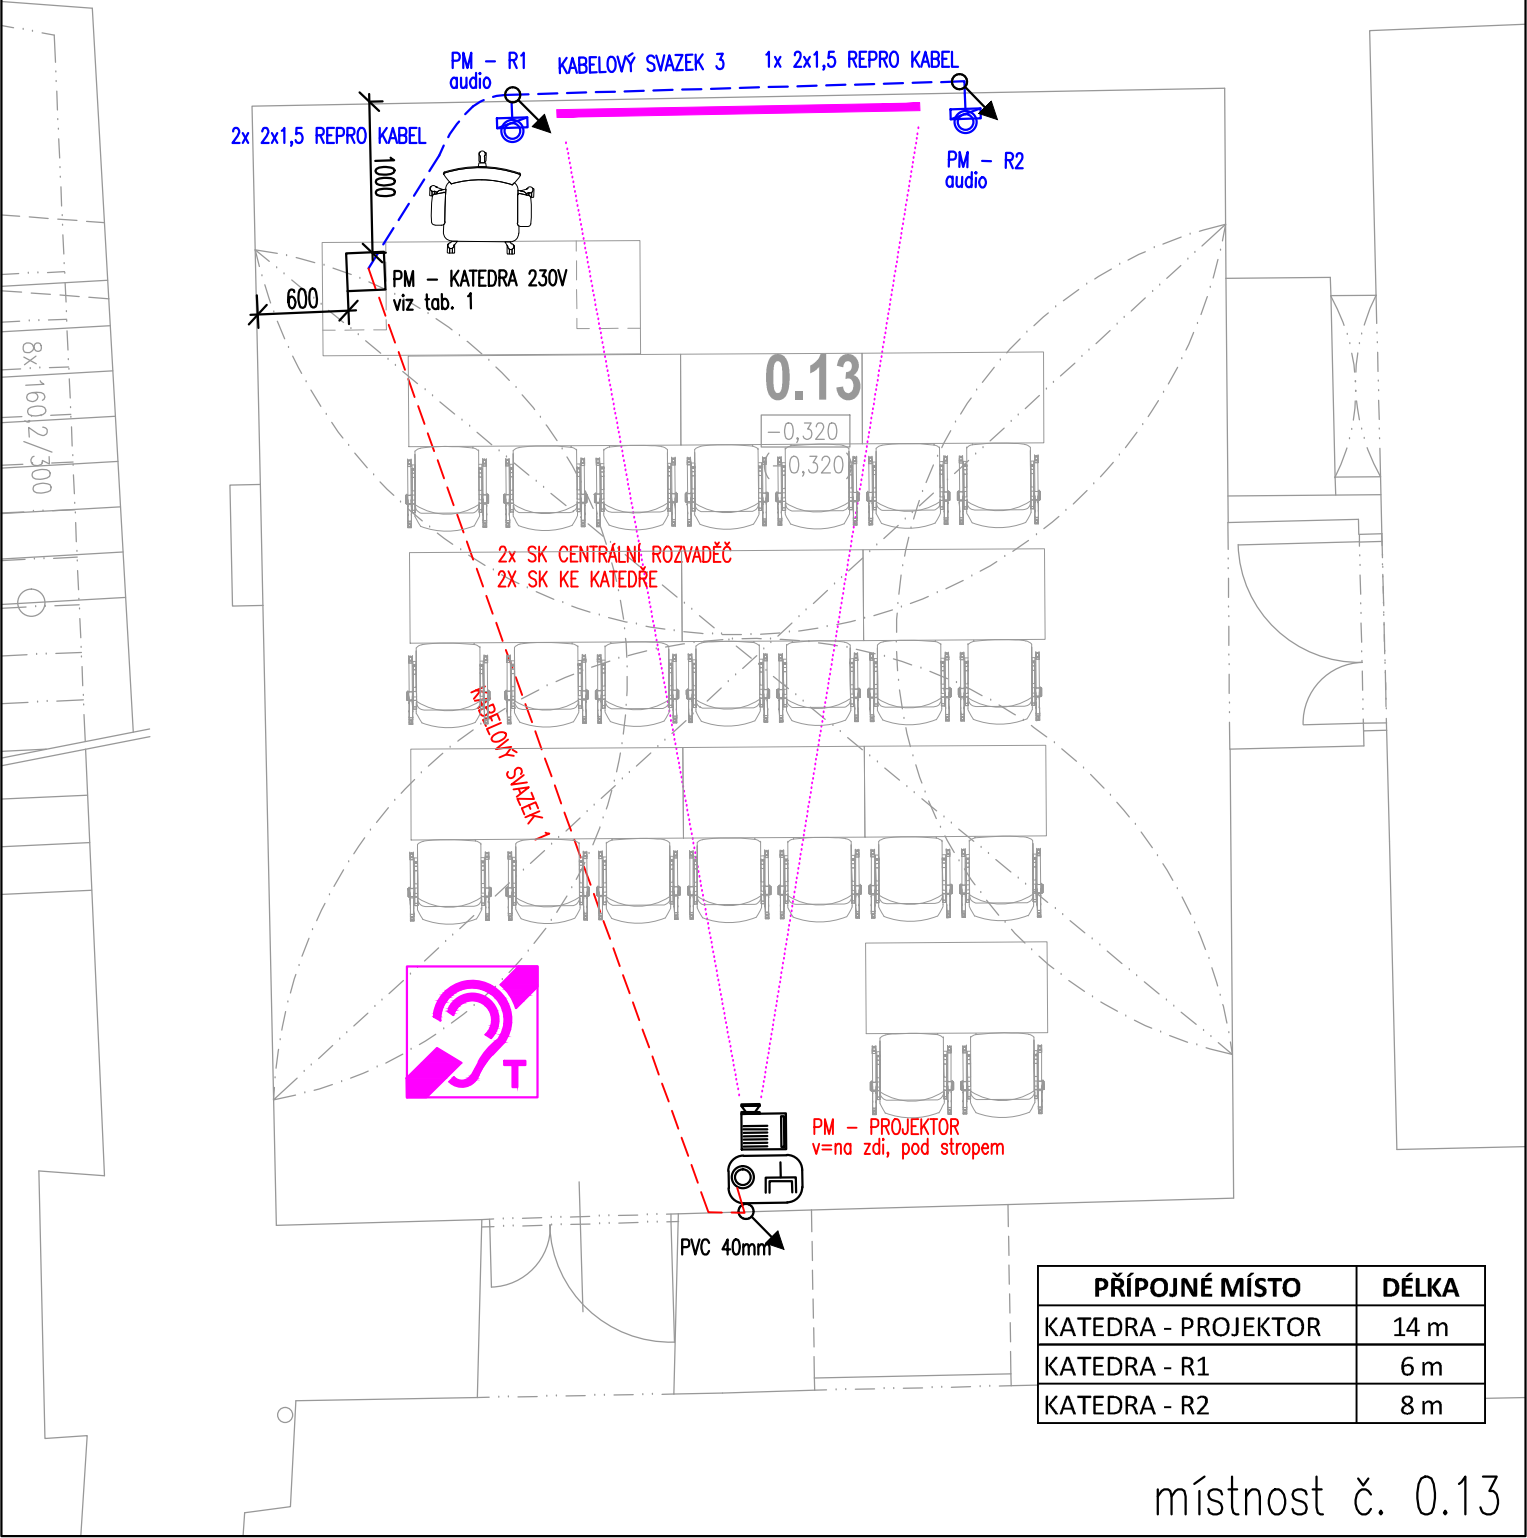 PM - R1
audio
KABELOVÝ SVAZEK 3
1x 2x1,5 REPRO KABEL
2x 2x1,5 REPRO KABEL
1000
PM - R2
audio
PM - KATEDRA 230V
viz tab. 1
600
0.13
-0,320
(-0,320)
8x 160,2/300
2x SK CENTRÁLNÍ ROZVADĚČ
2X SK KE KATEDŘE
KABELOVÝ SVAZEK 1
T
PM - PROJEKTOR
v=na zdi, pod stropem
PVC 40mm
PŘÍPOJNÉ MÍSTO DÉLKA
KATEDRA - PROJEKTOR 14 m
KATEDRA - R1 6 m
KATEDRA - R2 8 m
místnost č. 0.13